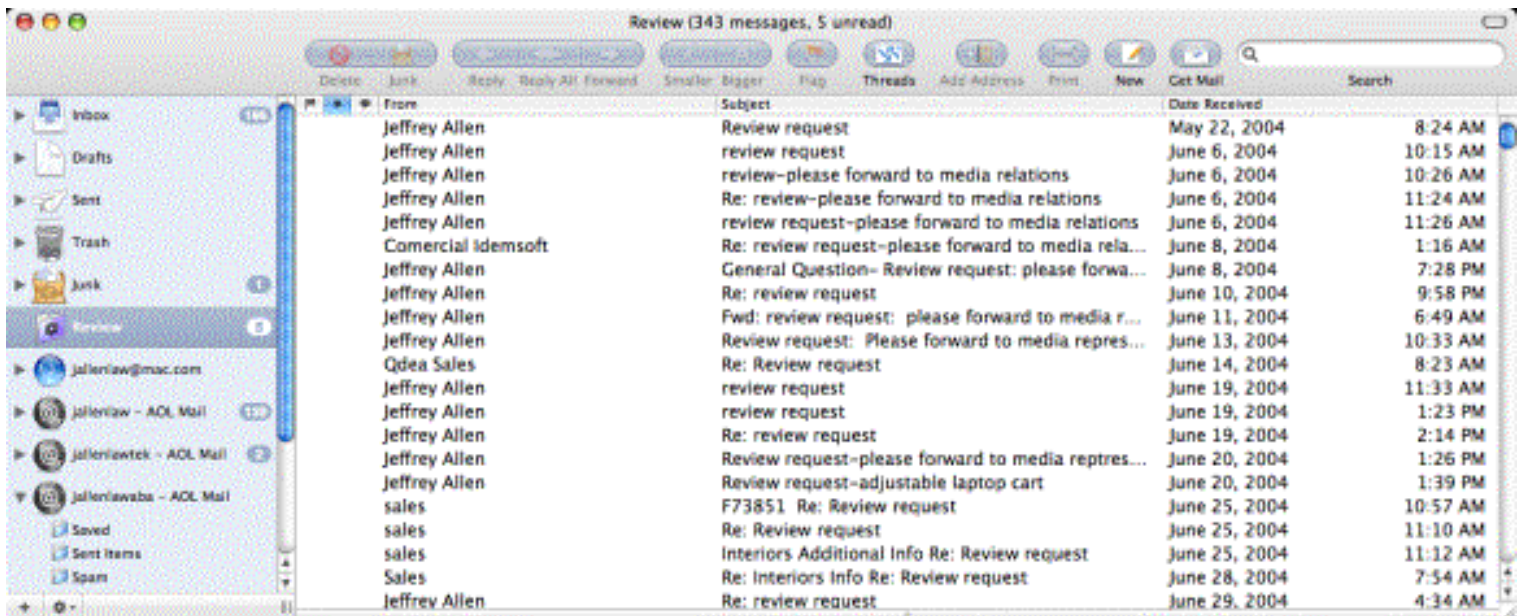 Review (343 messages, 5 unread)
Delete Junk Reply Reply All Forward Smaller Bigger Flag Threads Add Address Print New Get Mail Search
Inbox
Drafts
Sent
Trash
Junk
Review 5
jallenlaw@mac.com
jallenlaw - AOL Mail
jallenlawtek - AOL Mail
jallenlawaba - AOL Mail
Saved
Sent Items
Spam
From Subject Date Received
Jeffrey Allen Review request May 22, 2004 8:24 AM
Jeffrey Allen review request June 6, 2004 10:15 AM
Jeffrey Allen review-please forward to media relations June 6, 2004 10:26 AM
Jeffrey Allen Re: review-please forward to media relations June 6, 2004 11:24 AM
Jeffrey Allen review request-please forward to media relations June 6, 2004 11:26 AM
Comercial Idemsoft Re: review request-please forward to media rela... June 8, 2004 1:16 AM
Jeffrey Allen General Question- Review request: please forwa... June 8, 2004 7:28 PM
Jeffrey Allen Re: review request June 10, 2004 9:58 PM
Jeffrey Allen Fwd: review request: please forward to media r... June 11, 2004 6:49 AM
Jeffrey Allen Review request: Please forward to media repres... June 13, 2004 10:33 AM
Qdea Sales Re: Review request June 14, 2004 8:23 AM
Jeffrey Allen review request June 19, 2004 11:33 AM
Jeffrey Allen review request June 19, 2004 1:23 PM
Jeffrey Allen Re: review request June 19, 2004 2:14 PM
Jeffrey Allen Review request-please forward to media reptres... June 20, 2004 1:26 PM
Jeffrey Allen Review request-adjustable laptop cart June 20, 2004 1:39 PM
sales F73851 Re: Review request June 25, 2004 10:57 AM
sales Re: Review request June 25, 2004 11:10 AM
sales Interiors Additional Info Re: Review request June 25, 2004 11:12 AM
Sales Re: Interiors Info Re: Review request June 28, 2004 7:54 AM
Jeffrey Allen Re: review request June 29, 2004 4:34 AM